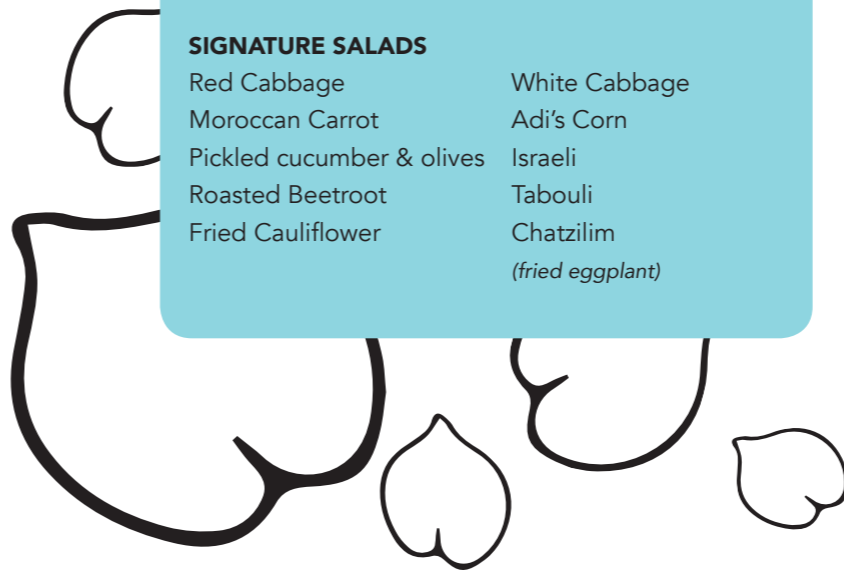 SIGNATURE SALADS
Red Cabbage
Moroccan Carrot
Pickled cucumber & olives
Roasted Beetroot
Fried Cauliflower
White Cabbage
Adi's Corn
Israeli
Tabouli
Chatzilim
(fried eggplant)